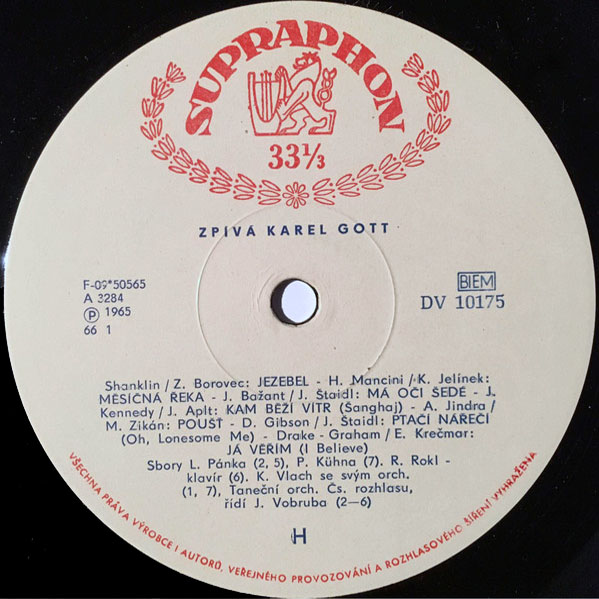 SUPRAPHON
33⅓
ZPÍVÁ KAREL GOTT
F-09*50565
A 3284
Ⓟ 1965
66 1
BIEM
DV 10175
Shanklin / Z. Borovec: JEZEBEL - H. Mancini / K. Jelínek:
MĚSÍČNÁ ŘEKA - J. Bažant / J. Štaidl: MÁ OČI ŠEDÉ - J.
Kennedy / J. Aplt: KAM BĚŽÍ VÍTR (Šanghaj) - A. Jindra /
M. Zikán: POUŠŤ - D. Gibson / J. Štaidl: PTAČÍ NÁŘEČÍ
(Oh, Lonesome Me) - Drake - Graham / E. Krečmar:
JÁ VĚŘÍM (I Believe)
Sbory L. Pánka (2, 5), P. Kühna (7). R. Rokl -
klavír (6). K. Vlach se svým orch.
(1, 7), Taneční orch. Čs. rozhlasu,
řídí J. Vobruba (2—6)
H
VŠECHNA PRÁVA VÝROBCE I AUTORŮ, VEŘEJNÉHO PROVOZOVÁNÍ A ROZHLASOVÉHO ŠÍŘENÍ VYHRAŽENA